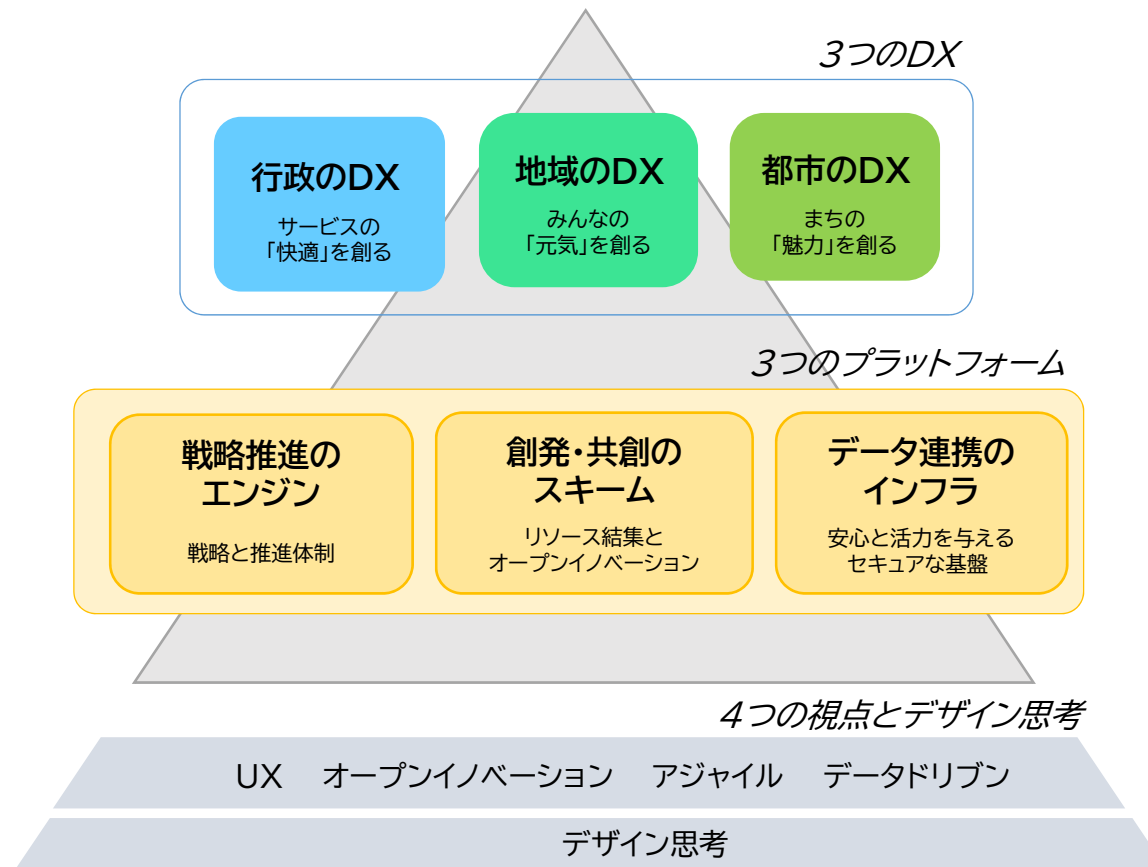 3つのDX
行政のDX
サービスの
「快適」を創る
地域のDX
みんなの
「元気」を創る
都市のDX
まちの
「魅力」を創る
3つのプラットフォーム
戦略推進の
エンジン
戦略と推進体制
創発・共創の
スキーム
リソース結集と
オープンイノベーション
データ連携の
インフラ
安心と活力を与える
セキュアな基盤
4つの視点とデザイン思考
UX オープンイノベーション アジャイル データドリブン
デザイン思考